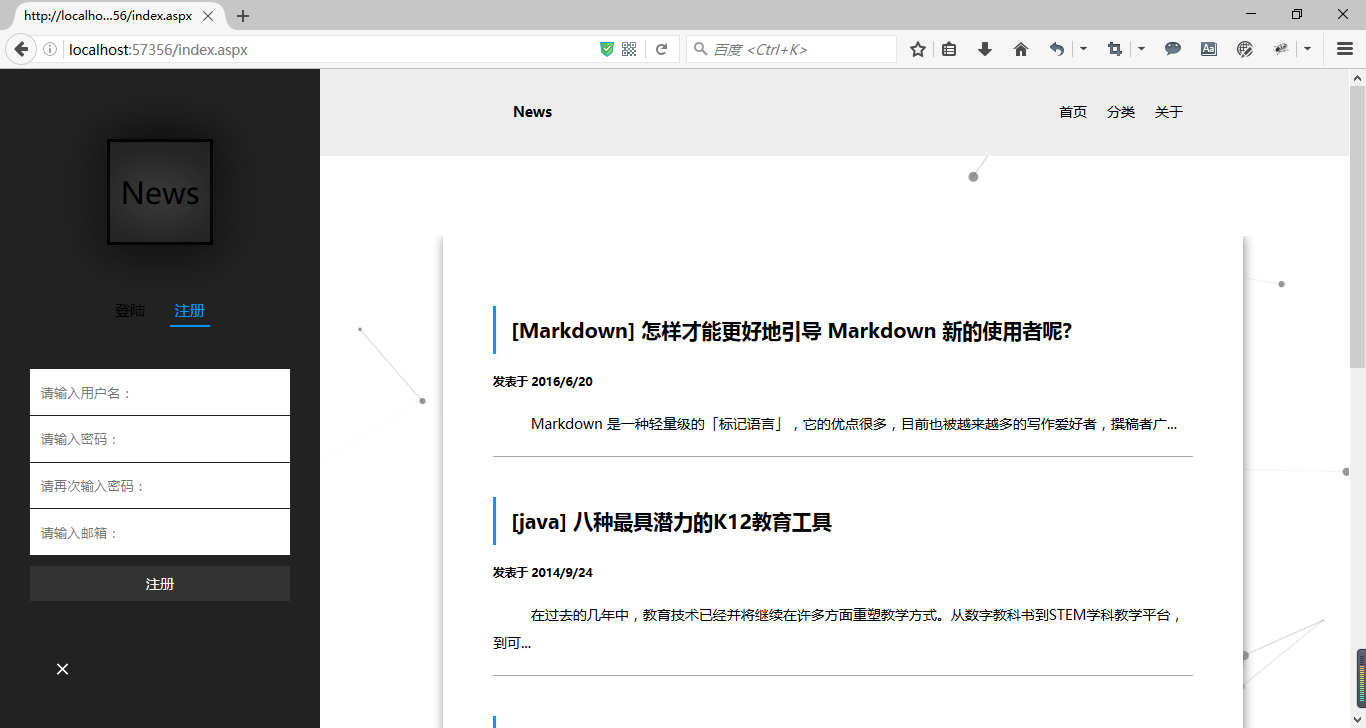 http://localho...56/index.aspx
localhost:57356/index.aspx
百度 <Ctrl+K>
News
登陆 注册
请输入用户名：
请输入密码：
请再次输入密码：
请输入邮箱：
注册
×
News
首页 分类 关于
[Markdown] 怎样才能更好地引导 Markdown 新的使用者呢?
发表于 2016/6/20
Markdown 是一种轻量级的「标记语言」，它的优点很多，目前也被越来越多的写作爱好者，撰稿者广...
[java] 八种最具潜力的K12教育工具
发表于 2014/9/24
在过去的几年中，教育技术已经并将继续在许多方面重塑教学方式。从数字教科书到STEM学科教学平台，
到可...